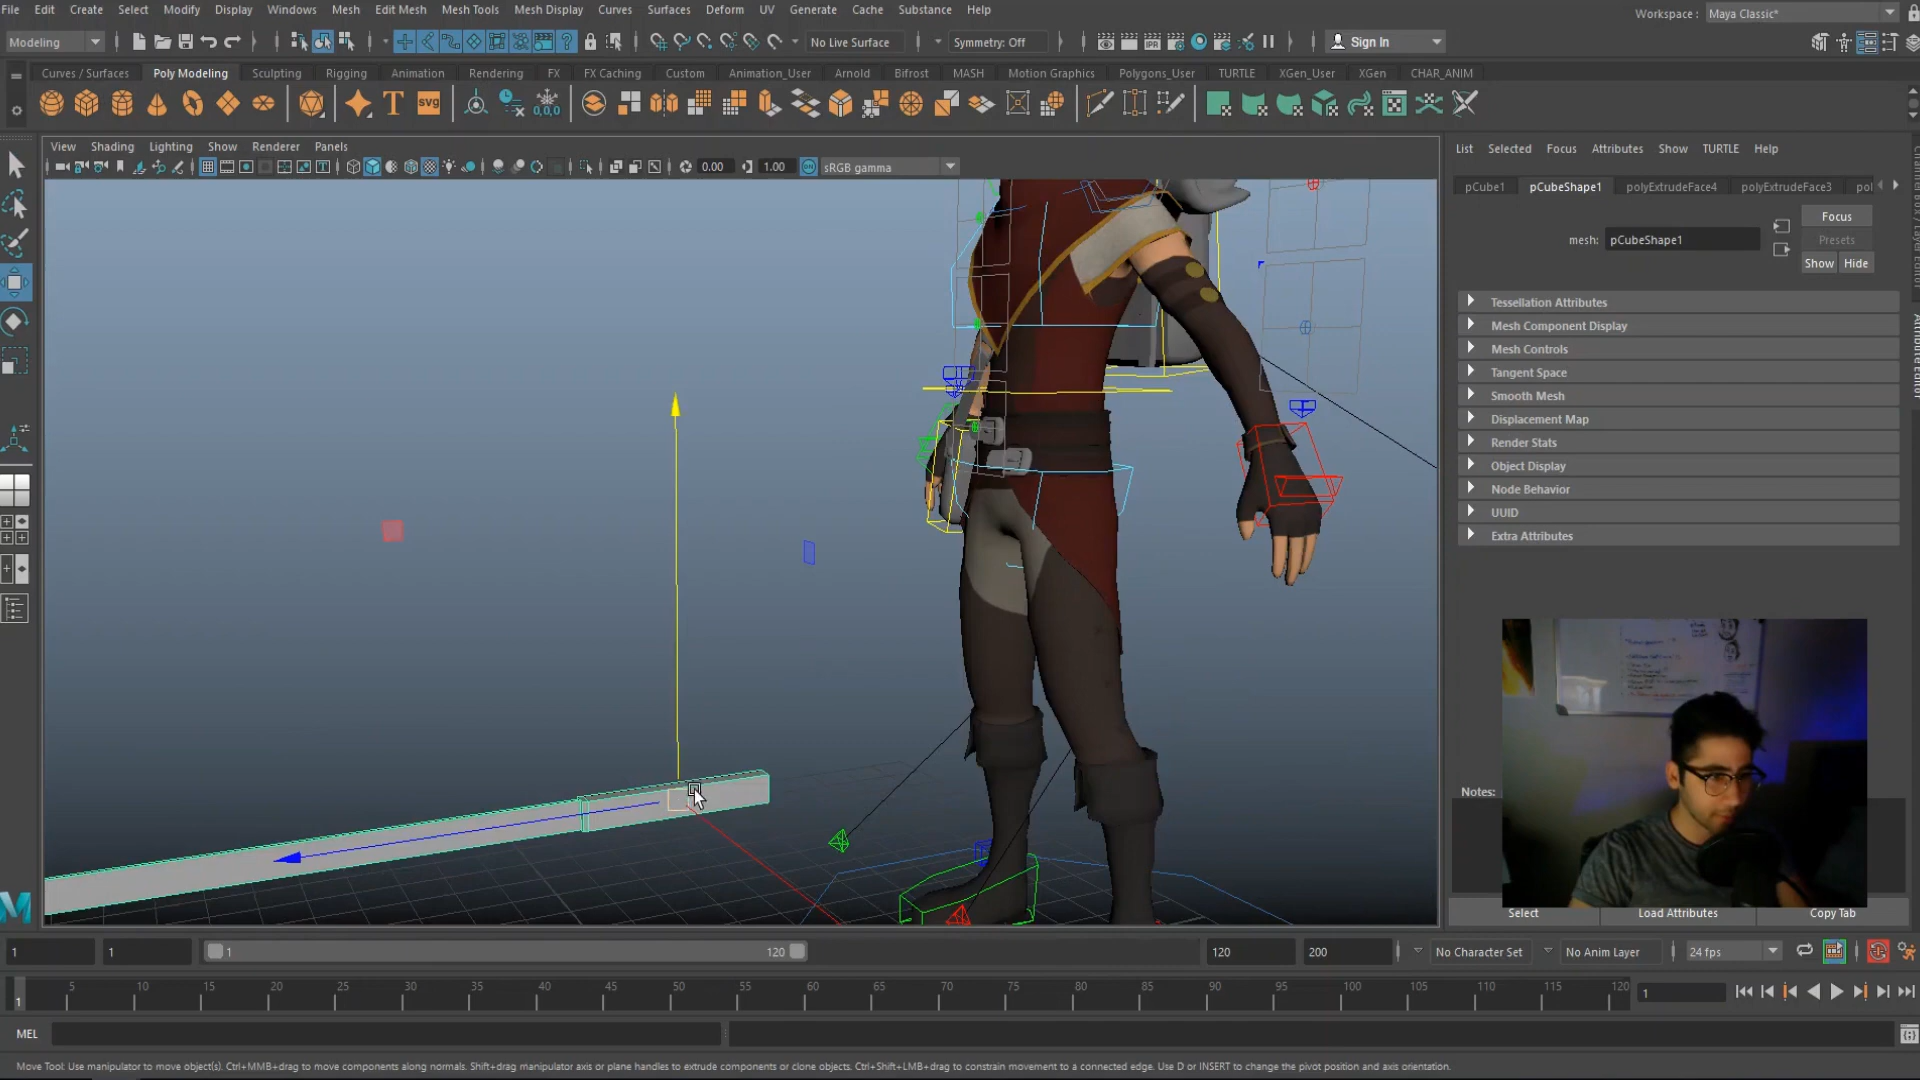 File Edit Create Select Modify Display Windows Mesh Edit Mesh Mesh Tools Mesh Display Curves Surfaces Deform UV Generate Cache Substance Help
Workspace : Maya Classic*
Modeling
No Live Surface
Symmetry: Off
Sign In
Curves / Surfaces Poly Modeling Sculpting Rigging Animation Rendering FX FX Caching Custom Animation_User Arnold Bifrost MASH Motion Graphics Polygons_User TURTLE XGen_User XGen CHAR_ANIM
T
svg
0,0,0
IPR
View Shading Lighting Show Renderer Panels
0.00 1.00 sRGB gamma
List Selected Focus Attributes Show TURTLE Help
pCube1 pCubeShape1 polyExtrudeFace4 polyExtrudeFace3 pol
mesh: pCubeShape1
Focus
Presets
Show Hide
Tessellation Attributes
Mesh Component Display
Mesh Controls
Tangent Space
Smooth Mesh
Displacement Map
Render Stats
Object Display
Node Behavior
UUID
Extra Attributes
Notes:
Select Load Attributes Copy Tab
1 1 1 120 120 200 No Character Set No Anim Layer 24 fps
1 5 10 15 20 25 30 35 40 45 50 55 60 65 70 75 80 85 90 95 100 105 110 115 120 1
MEL
Move Tool: Use manipulator to move object(s). Ctrl+MMB+drag to move components along normals. Shift+drag manipulator axis or plane handles to extrude components or clone objects. Ctrl+Shift+LMB+drag to constrain movement to a connected edge. Use D or INSERT to change the pivot position and axis orientation.